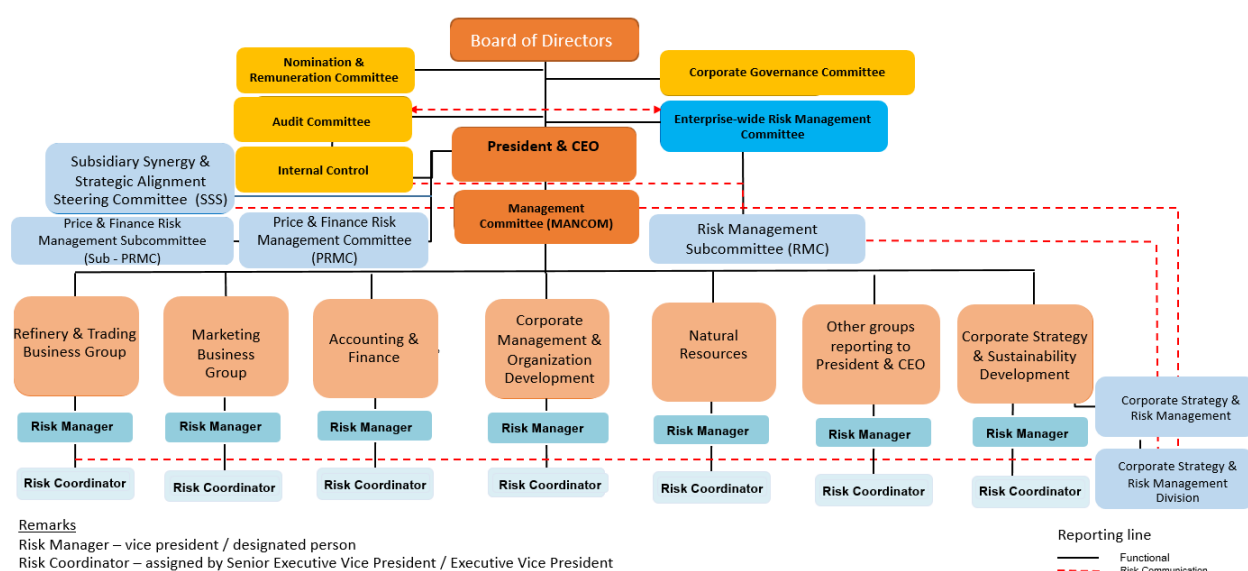 Board of Directors
Nomination &
Remuneration Committee
Corporate Governance Committee
Audit Committee
Enterprise-wide Risk Management
Committee
President & CEO
Internal Control
Subsidiary Synergy &
Strategic Alignment
Steering Committee (SSS)
Management
Committee (MANCOM)
Price & Finance Risk
Management Subcommittee
(Sub - PRMC)
Price & Finance Risk
Management Committee
(PRMC)
Risk Management
Subcommittee (RMC)
Refinery & Trading
Business Group
Marketing
Business
Group
Accounting &
Finance
Corporate
Management &
Organization
Development
Natural
Resources
Other groups
reporting to
President & CEO
Corporate Strategy
& Sustainability
Development
Corporate Strategy &
Risk Management
Risk Manager
Risk Manager
Risk Manager
Risk Manager
Risk Manager
Risk Manager
Risk Manager
Corporate Strategy &
Risk Management
Division
Risk Coordinator
Risk Coordinator
Risk Coordinator
Risk Coordinator
Risk Coordinator
Risk Coordinator
Risk Coordinator
Remarks
Risk Manager – vice president / designated person
Risk Coordinator – assigned by Senior Executive Vice President / Executive Vice President
Reporting line
Functional
Risk Communication